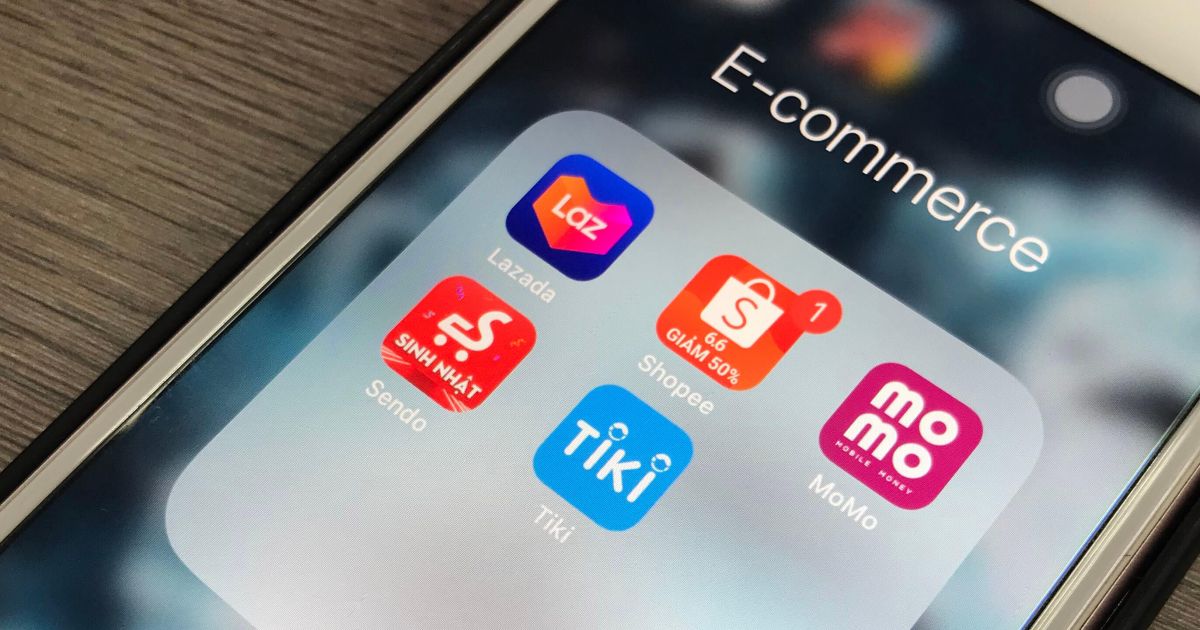 E-commerce
Laz
Lazada
S
6.6
GIẢM 50%
1
Shopee
mo
mo
MOBILE MONEY
MoMo
S
SINH NHẬT
Sendo
TiKi
Tiki